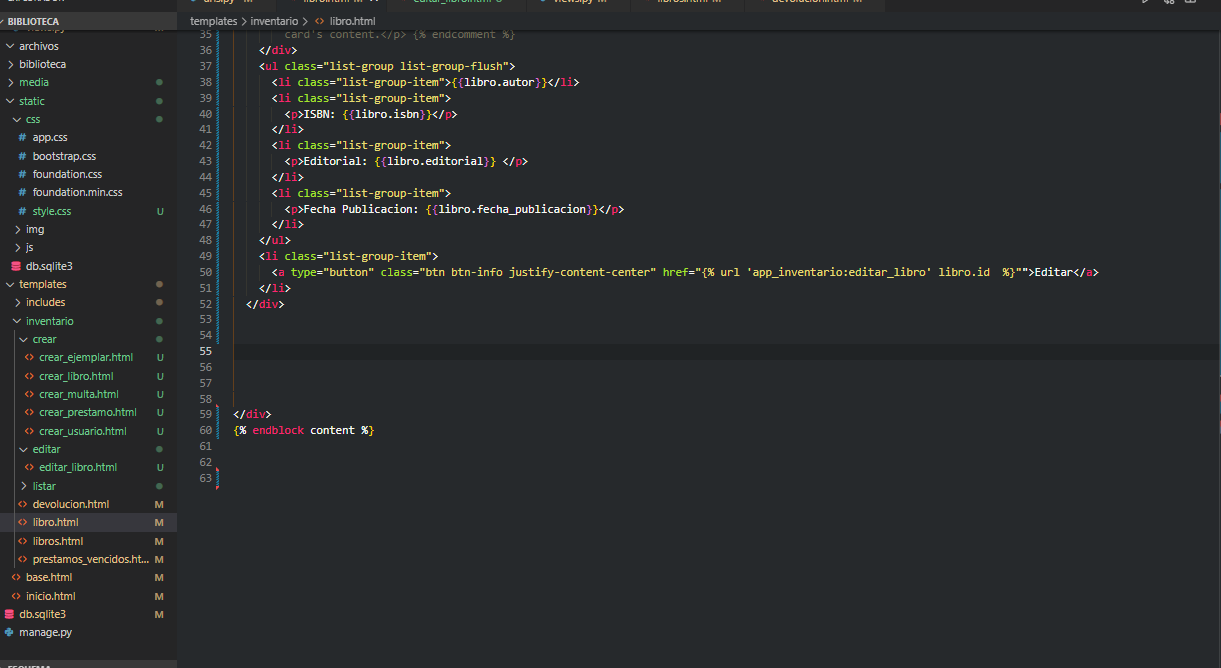 BIBLIOTECA
archivos
biblioteca
media
static
css
app.css
bootstrap.css
foundation.css
foundation.min.css
style.css U
img
js
db.sqlite3
templates
includes
inventario
crear
crear_ejemplar.html U
crear_libro.html U
crear_multa.html U
crear_prestamo.html U
crear_usuario.html U
editar
editar_libro.html U
listar
devolucion.html M
libro.html M
libros.html M
prestamos_vencidos.ht... M
base.html M
inicio.html M
db.sqlite3 M
manage.py
templates > inventario > libro.html
35 card's content.</p> {% endcomment %}
36 </div>
37 <ul class="list-group list-group-flush">
38 <li class="list-group-item">{{libro.autor}}</li>
39 <li class="list-group-item">
40 <p>ISBN: {{libro.isbn}}</p>
41 </li>
42 <li class="list-group-item">
43 <p>Editorial: {{libro.editorial}} </p>
44 </li>
45 <li class="list-group-item">
46 <p>Fecha Publicacion: {{libro.fecha_publicacion}}</p>
47 </li>
48 </ul>
49 <li class="list-group-item">
50 <a type="button" class="btn btn-info justify-content-center" href="{% url 'app_inventario:editar_libro' libro.id  %}"">Editar</a>
51 </li>
52 </div>
53
54
55
56
57
58
59 </div>
60 {% endblock content %}
61
62
63